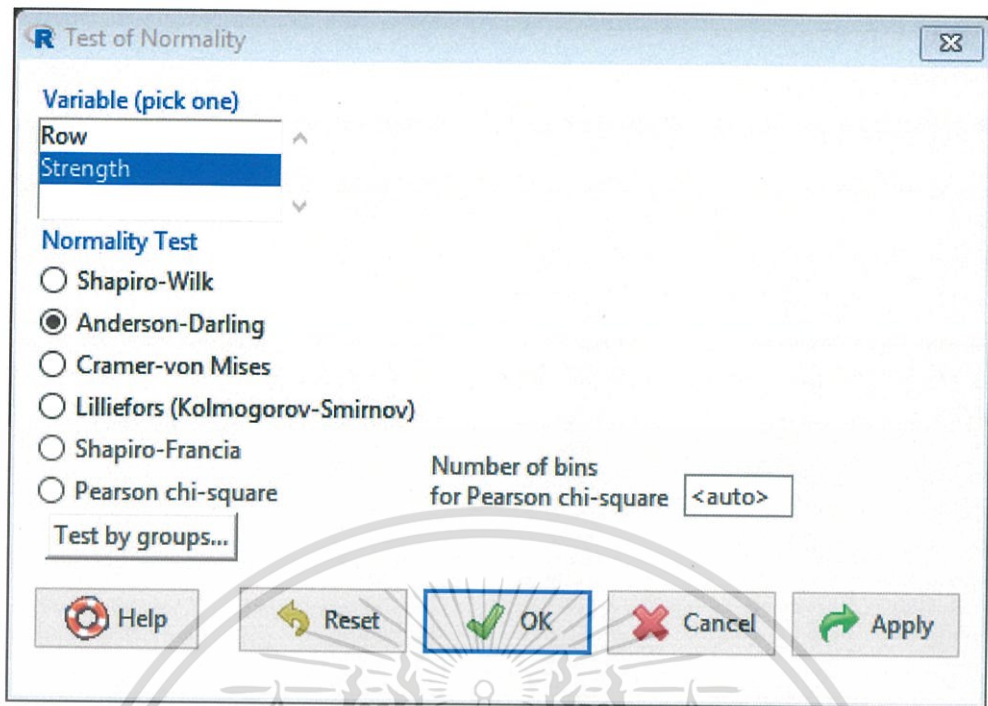 R Test of Normality
Variable (pick one)
Row
Strength
Normality Test
Shapiro-Wilk
Anderson-Darling
Cramer-von Mises
Lilliefors (Kolmogorov-Smirnov)
Shapiro-Francia
Pearson chi-square
Number of bins
for Pearson chi-square <auto>
Test by groups...
Help Reset OK Cancel Apply